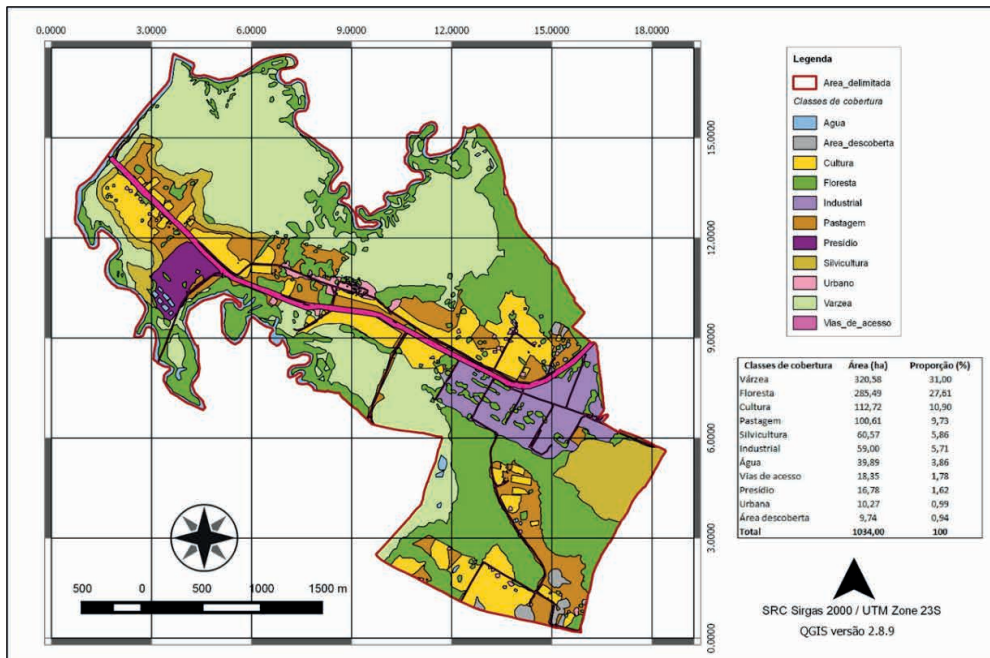 0.0000 3.0000 6.0000 9.0000 12.0000 15.0000 18.0000
15.0000
12.0000
9.0000
6.0000
3.0000
0.0000
Legenda
Area_delimitada
Classes de cobertura
Agua
Area_descoberta
Cultura
Floresta
Industrial
Pastagem
Presídio
Silvicultura
Urbano
Varzea
Vias_de_acesso
Classes de cobertura Área (ha) Proporção (%)
Várzea 320,58 31,00
Floresta 285,49 27,61
Cultura 112,72 10,90
Pastagem 100,61 9,73
Silvicultura 60,57 5,86
Industrial 59,00 5,71
Água 39,89 3,86
Vias de acesso 18,35 1,78
Presídio 16,78 1,62
Urbana 10,27 0,99
Área descoberta 9,74 0,94
Total 1034,00 100
500 0 500 1000 1500 m
SRC Sirgas 2000 / UTM Zone 23S
QGIS versão 2.8.9